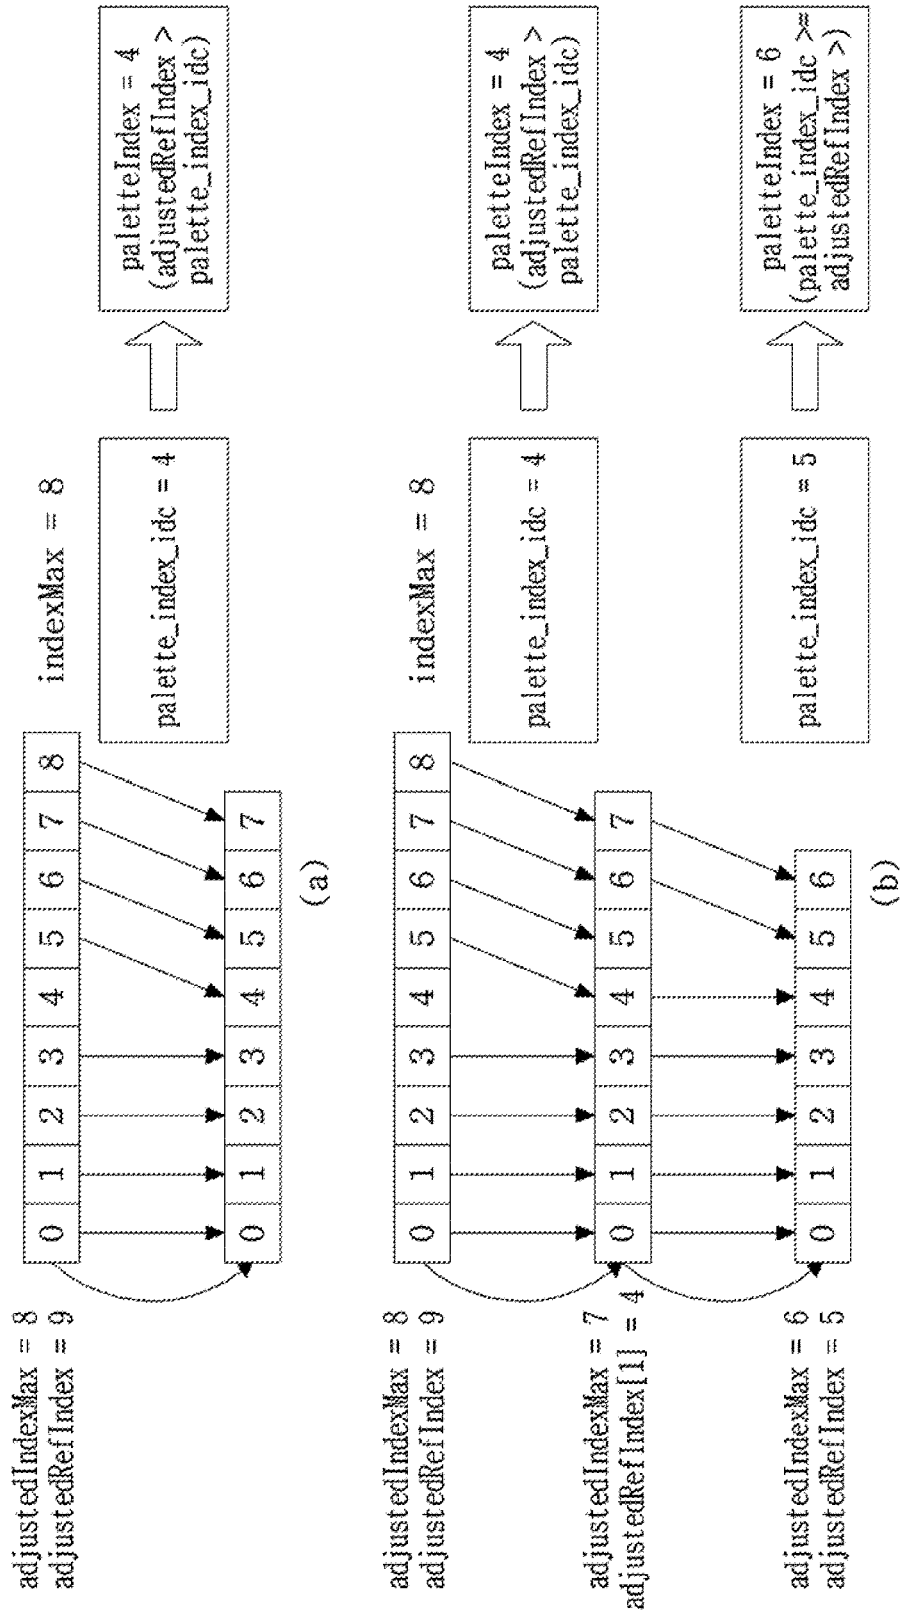 adjustedIndexMax = 8
adjustedRefIndex = 9
0 1 2 3 4 5 6 7 8
indexMax = 8
palette_index_idc = 4
paletteIndex = 4
(adjustedRefIndex >
palette_index_idc)
0 1 2 3 4 5 6 7
(a)
adjustedIndexMax = 8
adjustedRefIndex = 9
0 1 2 3 4 5 6 7 8
indexMax = 8
palette_index_idc = 4
paletteIndex = 4
(adjustedRefIndex >
palette_index_idc)
adjustedIndexMax = 7
adjustedRefIndex[1] = 4
0 1 2 3 4 5 6 7
adjustedIndexMax = 6
adjustedRefIndex = 5
0 1 2 3 4 5 6
palette_index_idc = 5
paletteIndex = 6
(palette_index_idc >=
adjustedRefIndex >)
(b)